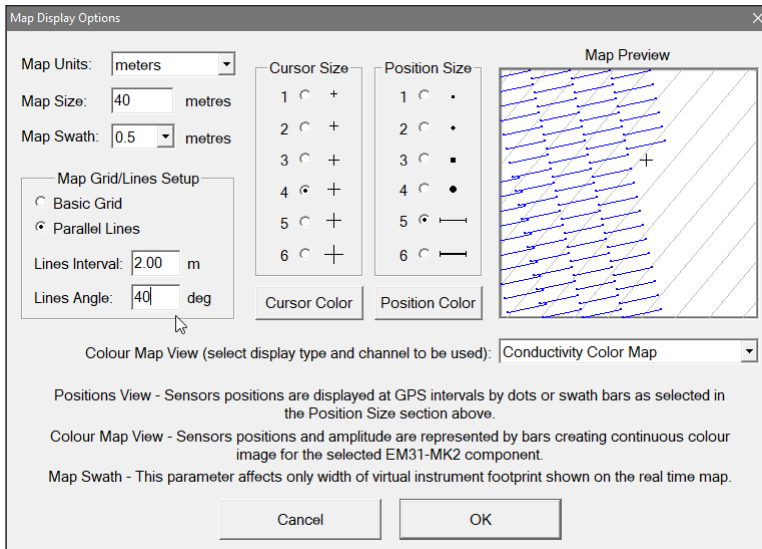 Map Display Options
Map Units: meters
Map Size: 40 metres
Map Swath: 0.5 metres
Map Grid/Lines Setup
Basic Grid
Parallel Lines
Lines Interval: 2.00 m
Lines Angle: 40 deg
Cursor Size
1
2
3
4
5
6
Cursor Color
Position Size
1
2
3
4
5
6
Position Color
Map Preview
Colour Map View (select display type and channel to be used): Conductivity Color Map
Positions View - Sensors positions are displayed at GPS intervals by dots or swath bars as selected in
the Position Size section above.
Colour Map View - Sensors positions and amplitude are represented by bars creating continuous colour
image for the selected EM31-MK2 component.
Map Swath - This parameter affects only width of virtual instrument footprint shown on the real time map.
Cancel
OK